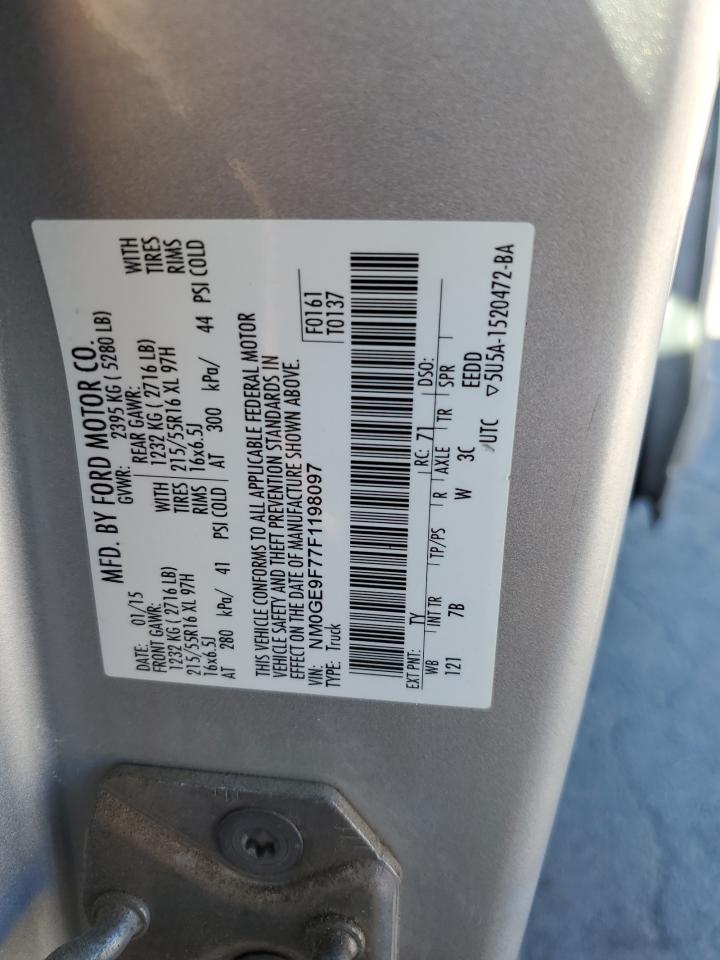 MFD. BY FORD MOTOR CO.
DATE: 01/15 GVWR: 2395 KG ( 5280 LB)
FRONT GAWR: REAR GAWR:
1232 KG ( 2716 LB) WITH 1232 KG ( 2716 LB) WITH
215/55R16 XL 97H TIRES 215/55R16 XL 97H TIRES
16x6.5J RIMS 16x6.5J RIMS
AT 280 kPa/ 41 PSI COLD AT 300 kPa/ 44 PSI COLD
THIS VEHICLE CONFORMS TO ALL APPLICABLE FEDERAL MOTOR
VEHICLE SAFETY AND THEFT PREVENTION STANDARDS IN
EFFECT ON THE DATE OF MANUFACTURE SHOWN ABOVE.
VIN: NM0GE9F77F1198097 F0161
TYPE: Truck T0137
EXT PNT: TY RC: 71 DSO:
WB INT TR TP/PS R AXLE TR SPR
121 7B W 3C EEDD
UTC ▽5U5A-1520472-BA